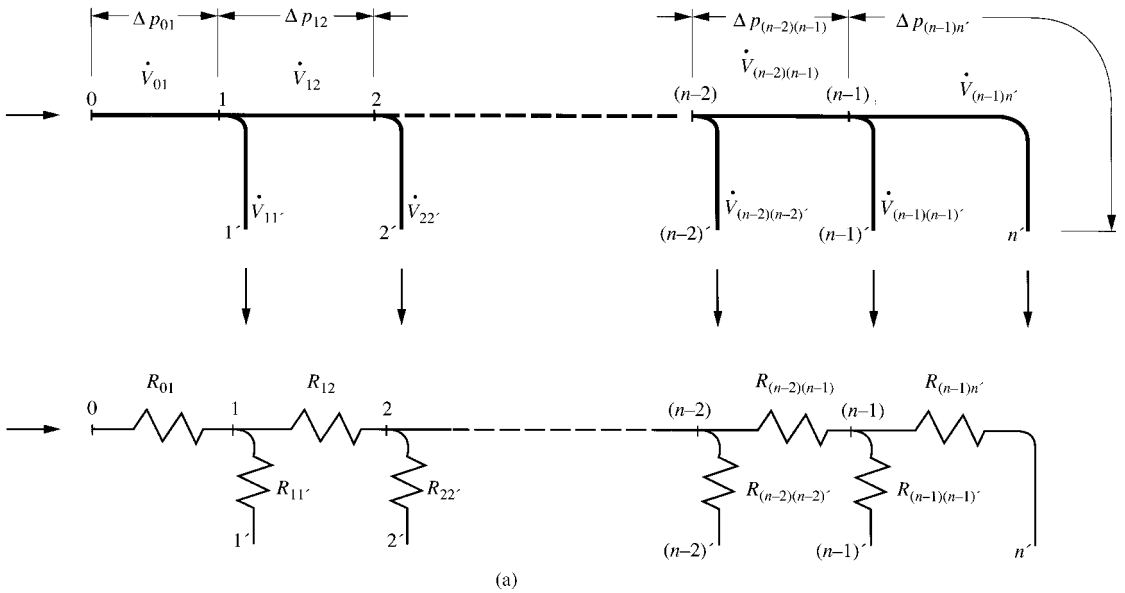 Δp₀₁ Δp₁₂ Δp₍ₙ₋₂₎₍ₙ₋₁₎ Δp₍ₙ₋₁₎ₙ′
V̇₀₁ V̇₁₂ V̇₍ₙ₋₂₎₍ₙ₋₁₎ V̇₍ₙ₋₁₎ₙ′
0 1 2 (n–2) (n–1)
V̇₁₁′ V̇₂₂′ V̇₍ₙ₋₂₎₍ₙ₋₂₎′ V̇₍ₙ₋₁₎₍ₙ₋₁₎′
1′ 2′ (n–2)′ (n–1)′ n′
R₀₁ R₁₂ R₍ₙ₋₂₎₍ₙ₋₁₎ R₍ₙ₋₁₎ₙ′
0 1 2 (n–2) (n–1)
R₁₁′ R₂₂′ R₍ₙ₋₂₎₍ₙ₋₂₎′ R₍ₙ₋₁₎₍ₙ₋₁₎′
1′ 2′ (n–2)′ (n–1)′ n′
(a)